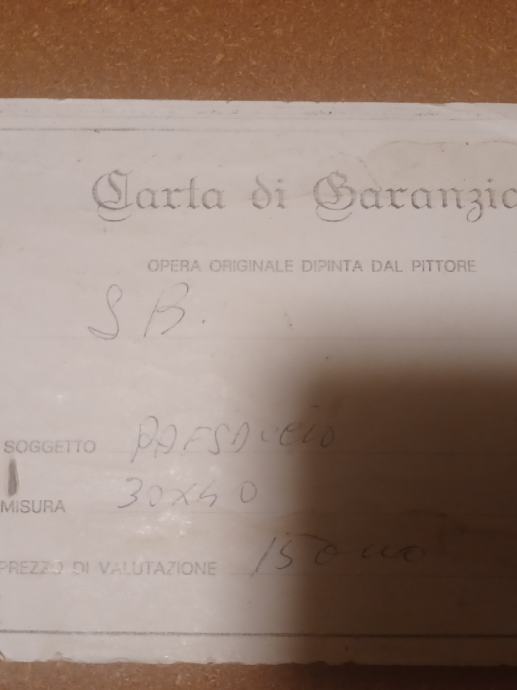 Carta di Garanzia
OPERA ORIGINALE DIPINTA DAL PITTORE
S B.
SOGGETTO PAESAGGIO
MISURA 30x40
PREZZO DI VALUTAZIONE